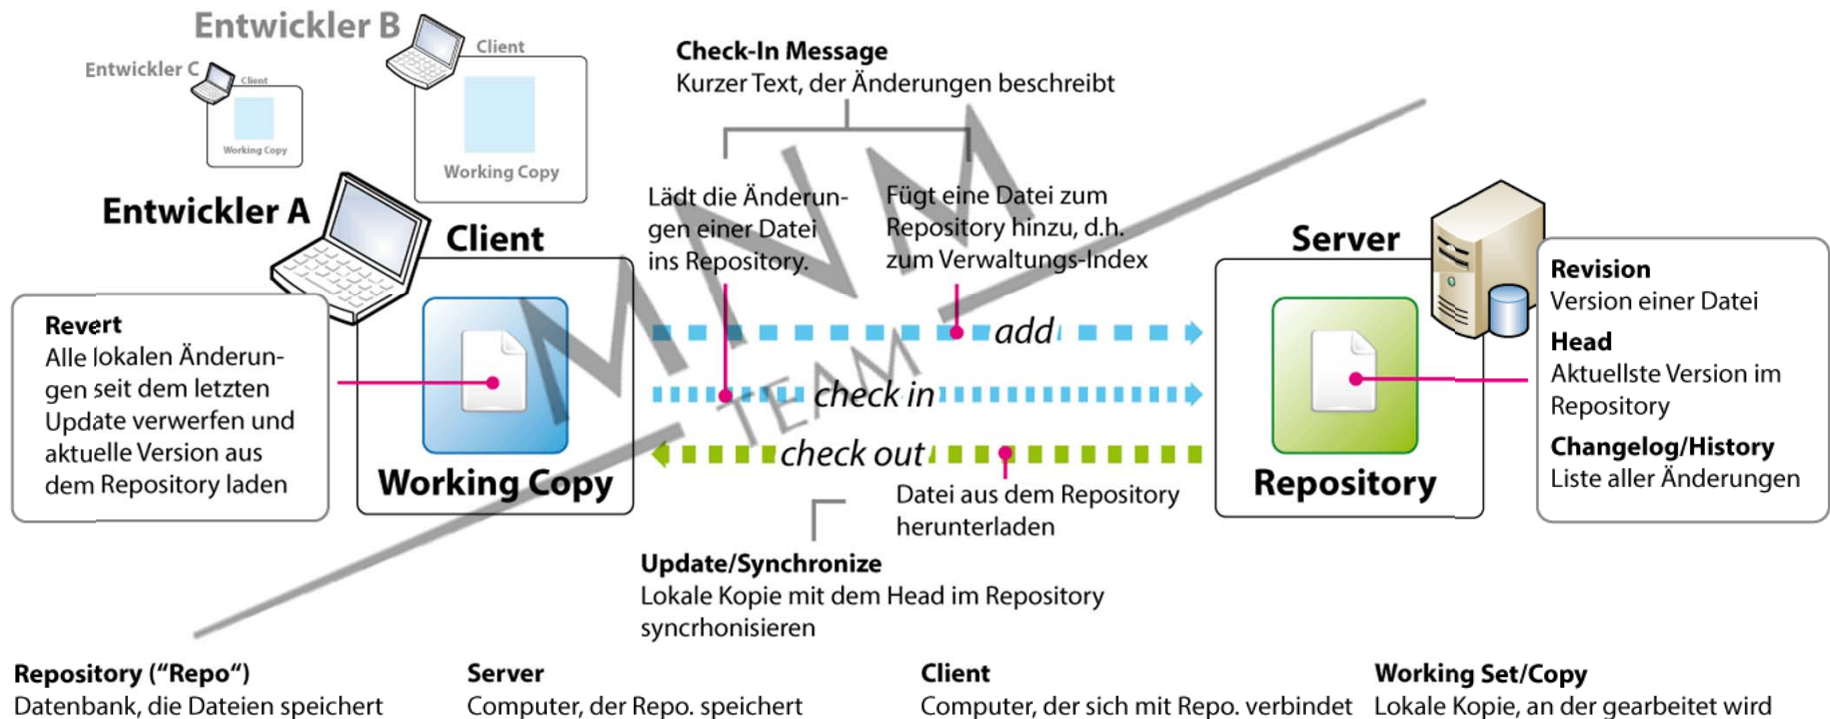 Entwickler B
Client
Working Copy
Entwickler C
Client
Working Copy
Entwickler A
Client
Working Copy
Revert
Alle lokalen Änderun-
gen seit dem letzten
Update verwerfen und
aktuelle Version aus
dem Repository laden
Check-In Message
Kurzer Text, der Änderungen beschreibt
Lädt die Änderun-
gen einer Datei
ins Repository.
Fügt eine Datei zum
Repository hinzu, d.h.
zum Verwaltungs-Index
add
check in
check out
Datei aus dem Repository
herunterladen
Update/Synchronize
Lokale Kopie mit dem Head im Repository
syncrhonisieren
MNM
TEAM
Server
Repository
Revision
Version einer Datei
Head
Aktuellste Version im
Repository
Changelog/History
Liste aller Änderungen
Repository (“Repo“)
Datenbank, die Dateien speichert
Server
Computer, der Repo. speichert
Client
Computer, der sich mit Repo. verbindet
Working Set/Copy
Lokale Kopie, an der gearbeitet wird